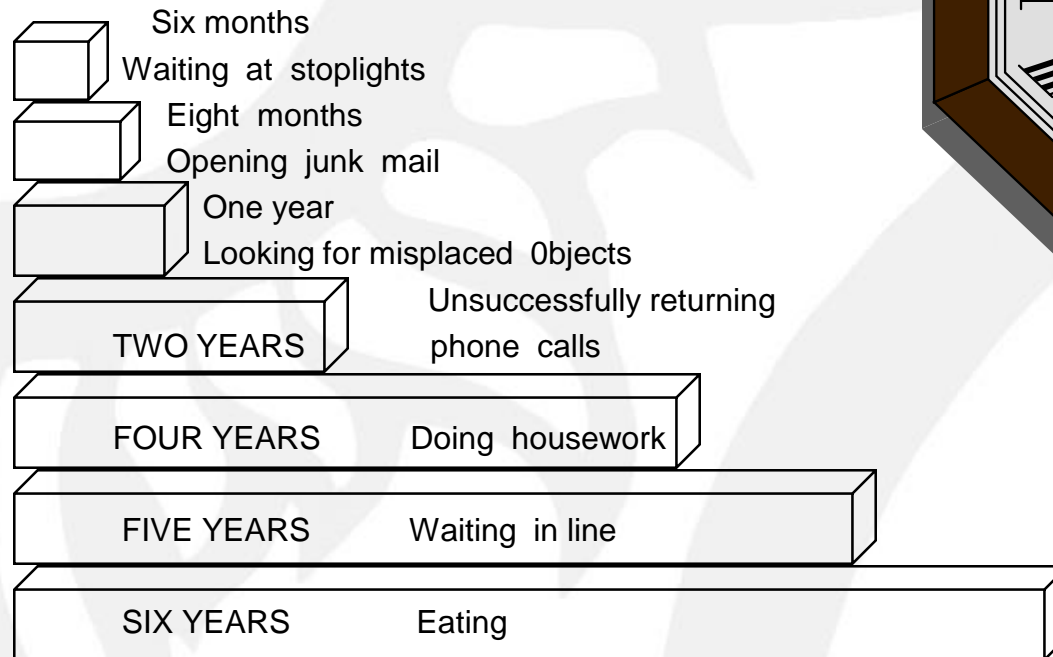 Six months
Waiting at stoplights
Eight months
Opening junk mail
One year
Looking for misplaced 0bjects
Unsuccessfully returning
TWO YEARS phone calls
FOUR YEARS Doing housework
FIVE YEARS Waiting in line
SIX YEARS Eating